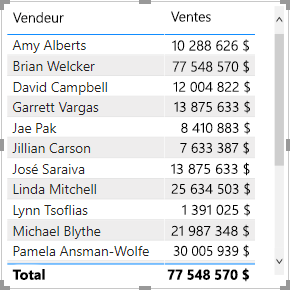 Vendeur Ventes
Amy Alberts 10 288 626 $
Brian Welcker 77 548 570 $
David Campbell 12 004 822 $
Garrett Vargas 13 875 633 $
Jae Pak 8 410 883 $
Jillian Carson 7 633 387 $
José Saraiva 13 875 633 $
Linda Mitchell 25 634 503 $
Lynn Tsoflias 1 391 025 $
Michael Blythe 21 987 348 $
Pamela Ansman-Wolfe 30 005 939 $
Total 77 548 570 $